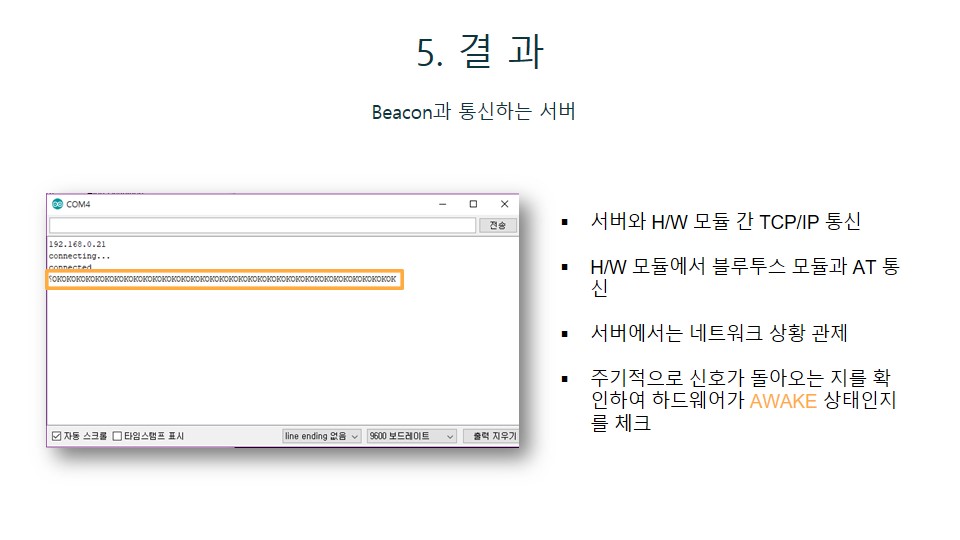 5. 결 과
Beacon과 통신하는 서버
COM4
전송
192.168.0.21
connecting...
connected
자동 스크롤
타임스탬프 표시
line ending 없음
9600 보드레이트
출력 지우기
▪ 서버와 H/W 모듈 간 TCP/IP 통신
▪ H/W 모듈에서 블루투스 모듈과 AT 통
신
▪ 서버에서는 네트워크 상황 관제
▪ 주기적으로 신호가 돌아오는 지를 확
인하여 하드웨어가 AWAKE 상태인지
를 체크